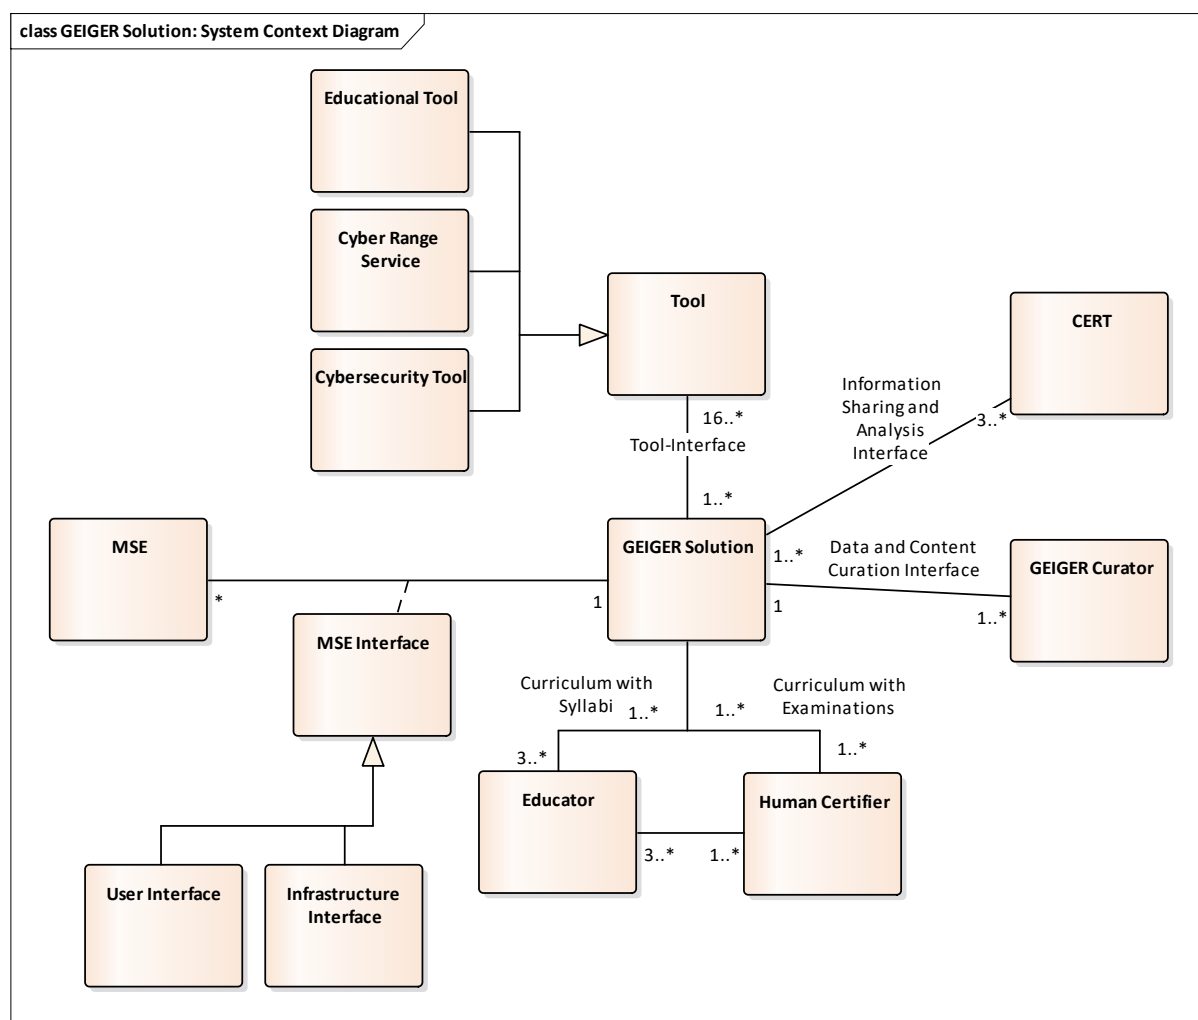 class GEIGER Solution: System Context Diagram
Educational Tool
Cyber Range
Service
Cybersecurity Tool
Tool
CERT
Information
Sharing and
Analysis
Interface
3..*
16..*
Tool-Interface
1..*
MSE
GEIGER Solution
1..*
Data and Content
Curation Interface
GEIGER Curator
*
1
1
1..*
MSE Interface
Curriculum with
Syllabi
1..*
1..*
Curriculum with
Examinations
3..*
1..*
Educator
Human Certifier
3..*
1..*
User Interface
Infrastructure
Interface